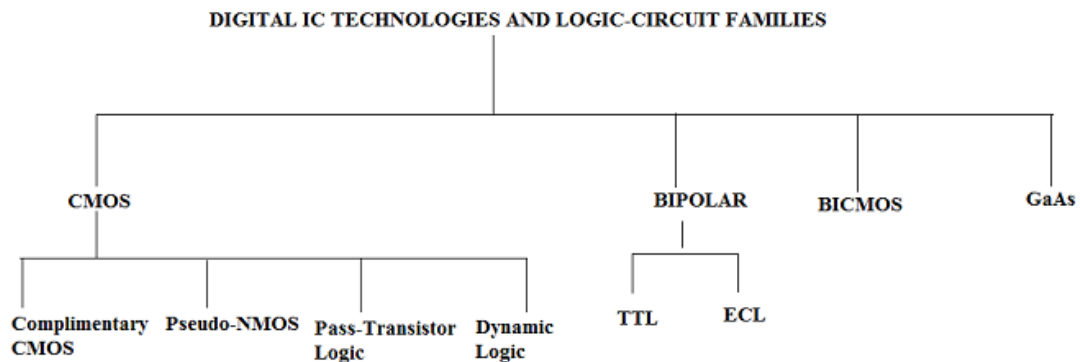 DIGITAL IC TECHNOLOGIES AND LOGIC-CIRCUIT FAMILIES
CMOS
BIPOLAR
BICMOS
GaAs
Complimentary
CMOS
Pseudo-NMOS
Pass-Transistor
Logic
Dynamic
Logic
TTL
ECL